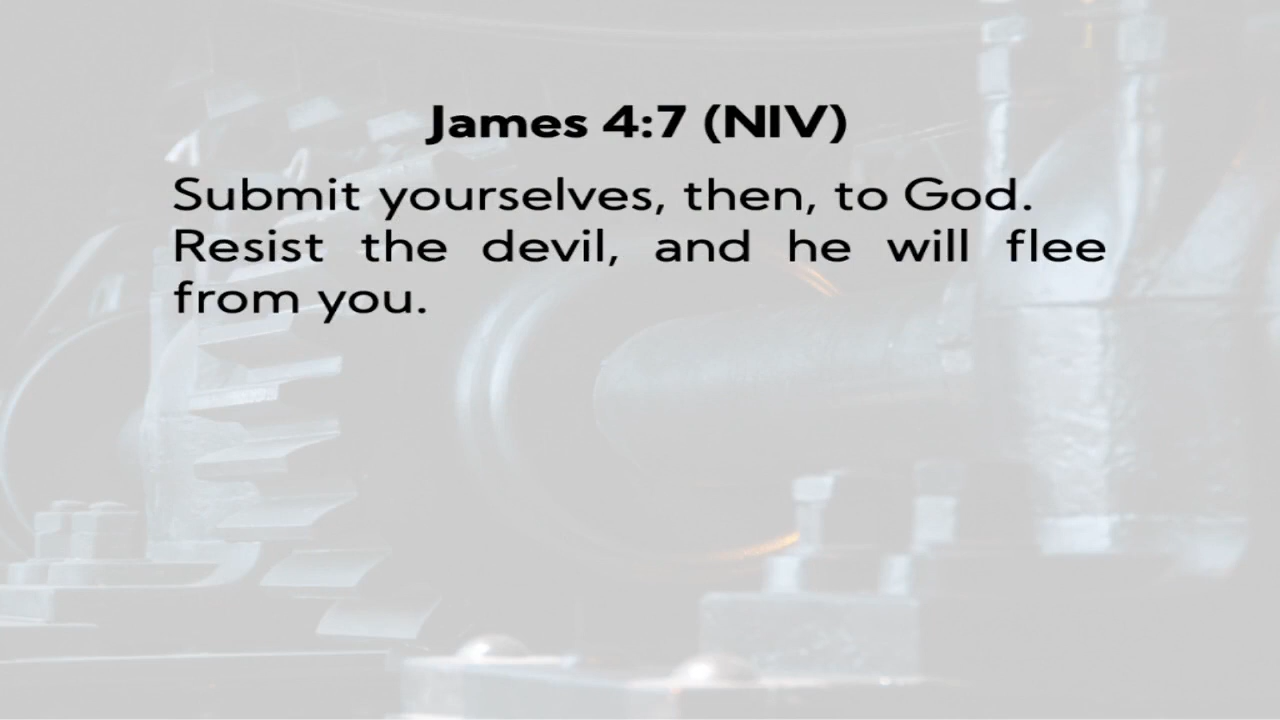 James 4:7 (NIV)
Submit yourselves, then, to God.
Resist the devil, and he will flee
from you.